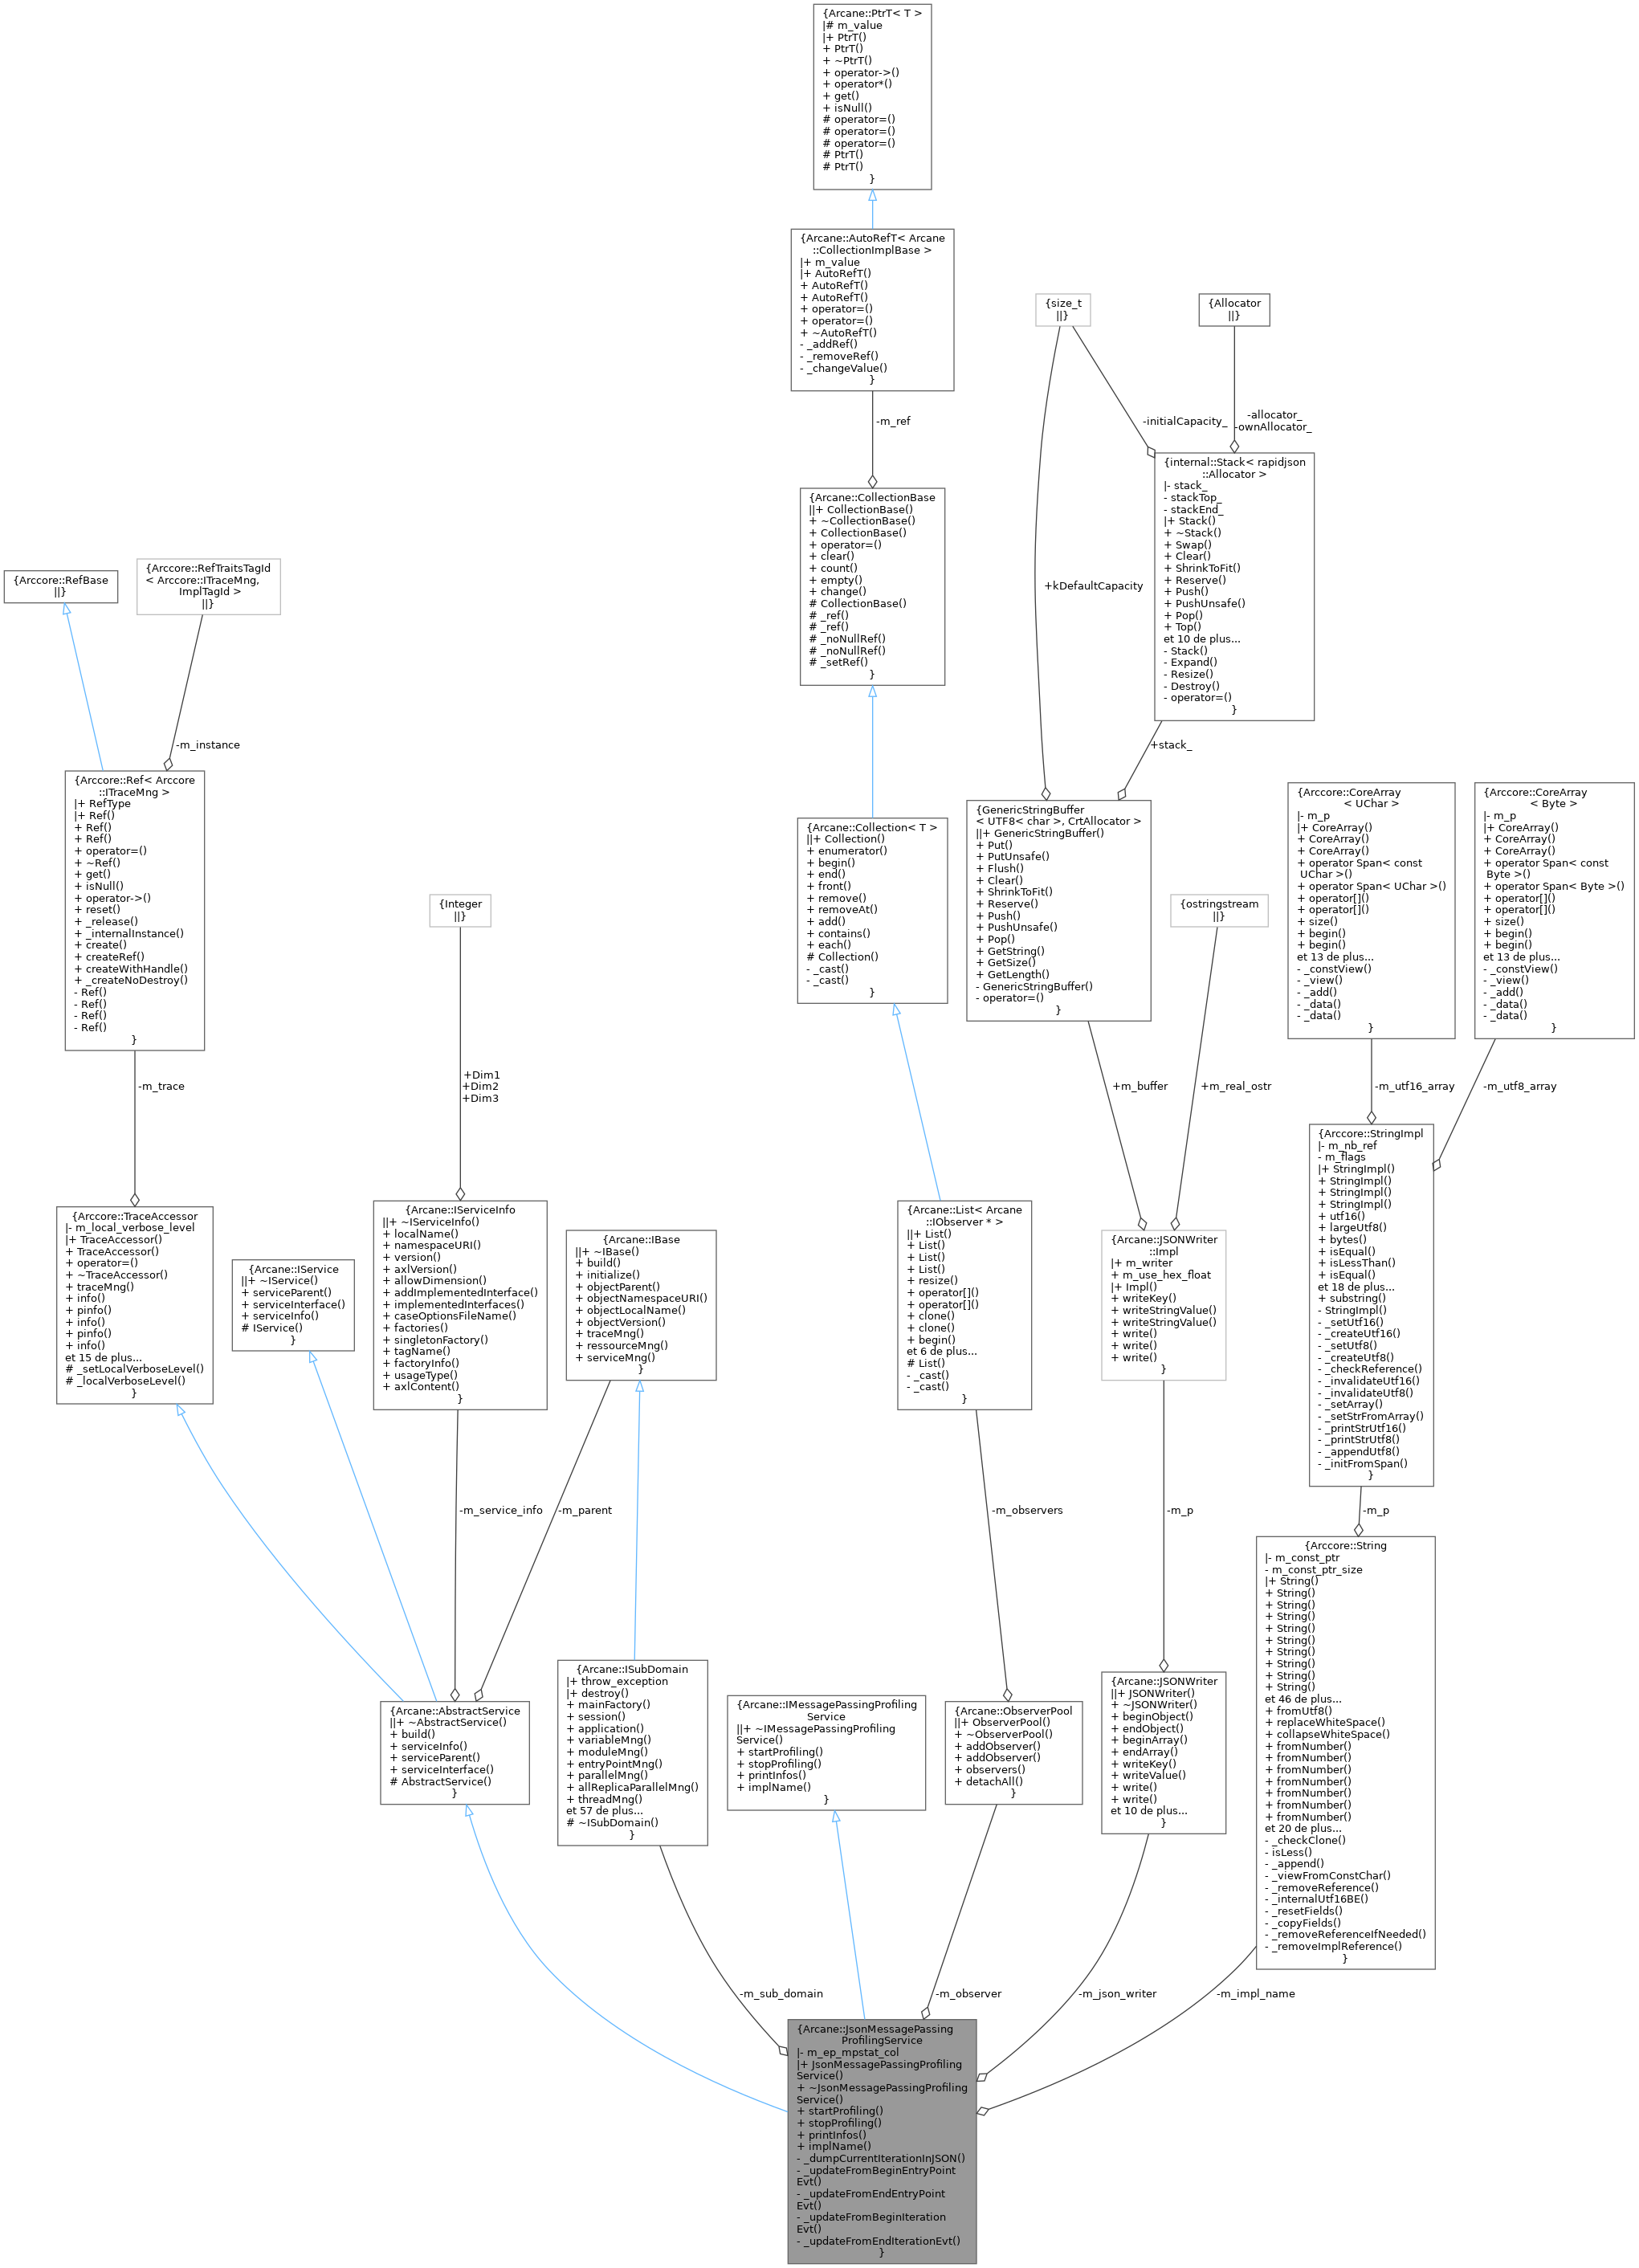 {Arcane::PtrT< T >
|# m_value
|+ PtrT()
+ PtrT()
+ ~PtrT()
+ operator->()
+ operator*()
+ get()
+ isNull()
# operator=()
# operator=()
# operator=()
# PtrT()
# PtrT()
}
{Arcane::AutoRefT< Arcane
::CollectionImplBase >
|+ m_value
|+ AutoRefT()
+ AutoRefT()
+ AutoRefT()
+ operator=()
+ operator=()
+ ~AutoRefT()
- _addRef()
- _removeRef()
- _changeValue()
}
{size_t
||}
{Allocator
||}
-m_ref
-initialCapacity_
-allocator_
-ownAllocator_
{internal::Stack< rapidjson
::Allocator >
|- stack_
- stackTop_
- stackEnd_
|+ Stack()
+ ~Stack()
+ Swap()
+ Clear()
+ ShrinkToFit()
+ Reserve()
+ Push()
+ PushUnsafe()
+ Pop()
+ Top()
et 10 de plus...
- Stack()
- Expand()
- Resize()
- Destroy()
- operator=()
}
{Arcane::CollectionBase
||+ CollectionBase()
+ ~CollectionBase()
+ CollectionBase()
+ operator=()
+ clear()
+ count()
+ empty()
+ change()
# CollectionBase()
# _ref()
# _ref()
# _noNullRef()
# _noNullRef()
# _setRef()
}
+kDefaultCapacity
{Arccore::RefBase
||}
{Arccore::RefTraitsTagId
< Arccore::ITraceMng,
ImplTagId >
||}
-m_instance
+stack_
{Arccore::Ref< Arccore
::ITraceMng >
|+ RefType
|+ Ref()
+ Ref()
+ Ref()
+ operator=()
+ ~Ref()
+ get()
+ isNull()
+ operator->()
+ reset()
+ _release()
+ _internalInstance()
+ create()
+ createRef()
+ createWithHandle()
+ _createNoDestroy()
- Ref()
- Ref()
- Ref()
- Ref()
}
{Arcane::Collection< T >
||+ Collection()
+ enumerator()
+ begin()
+ end()
+ front()
+ remove()
+ removeAt()
+ add()
+ contains()
+ each()
# Collection()
- _cast()
- _cast()
}
{GenericStringBuffer
< UTF8< char >, CrtAllocator >
||+ GenericStringBuffer()
+ Put()
+ PutUnsafe()
+ Flush()
+ Clear()
+ ShrinkToFit()
+ Reserve()
+ Push()
+ PushUnsafe()
+ Pop()
+ GetString()
+ GetSize()
+ GetLength()
- GenericStringBuffer()
- operator=()
}
{Arccore::CoreArray
< UChar >
|- m_p
|+ CoreArray()
+ CoreArray()
+ CoreArray()
+ operator Span< const
UChar >()
+ operator Span< UChar >()
+ operator[]()
+ operator[]()
+ size()
+ begin()
+ begin()
et 13 de plus...
- _constView()
- _view()
- _add()
- _data()
- _data()
}
{Arccore::CoreArray
< Byte >
|- m_p
|+ CoreArray()
+ CoreArray()
+ CoreArray()
+ operator Span< const
Byte >()
+ operator Span< Byte >()
+ operator[]()
+ operator[]()
+ size()
+ begin()
+ begin()
et 13 de plus...
- _constView()
- _view()
- _add()
- _data()
- _data()
}
{Integer
||}
{ostringstream
||}
-m_trace
+Dim1
+Dim2
+Dim3
+m_buffer
+m_real_ostr
-m_utf16_array
-m_utf8_array
{Arccore::TraceAccessor
|- m_local_verbose_level
|+ TraceAccessor()
+ TraceAccessor()
+ operator=()
+ ~TraceAccessor()
+ traceMng()
+ info()
+ pinfo()
+ info()
+ pinfo()
+ info()
et 15 de plus...
# _setLocalVerboseLevel()
# _localVerboseLevel()
}
{Arcane::IService
||+ ~IService()
+ serviceParent()
+ serviceInterface()
+ serviceInfo()
# IService()
}
{Arcane::IServiceInfo
||+ ~IServiceInfo()
+ localName()
+ namespaceURI()
+ version()
+ axlVersion()
+ allowDimension()
+ addImplementedInterface()
+ implementedInterfaces()
+ caseOptionsFileName()
+ factories()
+ singletonFactory()
+ tagName()
+ factoryInfo()
+ usageType()
+ axlContent()
}
{Arcane::IBase
||+ ~IBase()
+ build()
+ initialize()
+ objectParent()
+ objectNamespaceURI()
+ objectLocalName()
+ objectVersion()
+ traceMng()
+ ressourceMng()
+ serviceMng()
}
{Arcane::List< Arcane
::IObserver * >
||+ List()
+ List()
+ List()
+ List()
+ resize()
+ operator[]()
+ operator[]()
+ clone()
+ clone()
+ begin()
et 6 de plus...
# List()
- _cast()
- _cast()
}
{Arcane::JSONWriter
::Impl
|+ m_writer
+ m_use_hex_float
|+ Impl()
+ writeKey()
+ writeStringValue()
+ writeStringValue()
+ write()
+ write()
+ write()
}
{Arccore::StringImpl
|- m_nb_ref
- m_flags
|+ StringImpl()
+ StringImpl()
+ StringImpl()
+ StringImpl()
+ utf16()
+ largeUtf8()
+ bytes()
+ isEqual()
+ isLessThan()
+ isEqual()
et 18 de plus...
+ substring()
- StringImpl()
- _setUtf16()
- _createUtf16()
- _setUtf8()
- _createUtf8()
- _checkReference()
- _invalidateUtf16()
- _invalidateUtf8()
- _setArray()
- _setStrFromArray()
- _printStrUtf16()
- _printStrUtf8()
- _appendUtf8()
- _initFromSpan()
}
-m_service_info
-m_parent
-m_observers
-m_p
-m_p
{Arccore::String
|- m_const_ptr
- m_const_ptr_size
|+ String()
+ String()
+ String()
+ String()
+ String()
+ String()
+ String()
+ String()
+ String()
+ String()
et 46 de plus...
+ fromUtf8()
+ replaceWhiteSpace()
+ collapseWhiteSpace()
+ fromNumber()
+ fromNumber()
+ fromNumber()
+ fromNumber()
+ fromNumber()
+ fromNumber()
+ fromNumber()
et 20 de plus...
- _checkClone()
- isLess()
- _append()
- _viewFromConstChar()
- _removeReference()
- _internalUtf16BE()
- _resetFields()
- _copyFields()
- _removeReferenceIfNeeded()
- _removeImplReference()
}
{Arcane::AbstractService
||+ ~AbstractService()
+ build()
+ serviceInfo()
+ serviceParent()
+ serviceInterface()
# AbstractService()
}
{Arcane::ISubDomain
|+ throw_exception
|+ destroy()
+ mainFactory()
+ session()
+ application()
+ variableMng()
+ moduleMng()
+ entryPointMng()
+ parallelMng()
+ allReplicaParallelMng()
+ threadMng()
et 57 de plus...
# ~ISubDomain()
}
{Arcane::IMessagePassingProfiling
Service
||+ ~IMessagePassingProfiling
Service()
+ startProfiling()
+ stopProfiling()
+ printInfos()
+ implName()
}
{Arcane::ObserverPool
||+ ObserverPool()
+ ~ObserverPool()
+ addObserver()
+ addObserver()
+ observers()
+ detachAll()
}
{Arcane::JSONWriter
||+ JSONWriter()
+ ~JSONWriter()
+ beginObject()
+ endObject()
+ beginArray()
+ endArray()
+ writeKey()
+ writeValue()
+ write()
+ write()
et 10 de plus...
}
-m_sub_domain
-m_observer
-m_json_writer
-m_impl_name
{Arcane::JsonMessagePassing
ProfilingService
|- m_ep_mpstat_col
|+ JsonMessagePassingProfiling
Service()
+ ~JsonMessagePassingProfiling
Service()
+ startProfiling()
+ stopProfiling()
+ printInfos()
+ implName()
- _dumpCurrentIterationInJSON()
- _updateFromBeginEntryPoint
Evt()
- _updateFromEndEntryPoint
Evt()
- _updateFromBeginIteration
Evt()
- _updateFromEndIterationEvt()
}